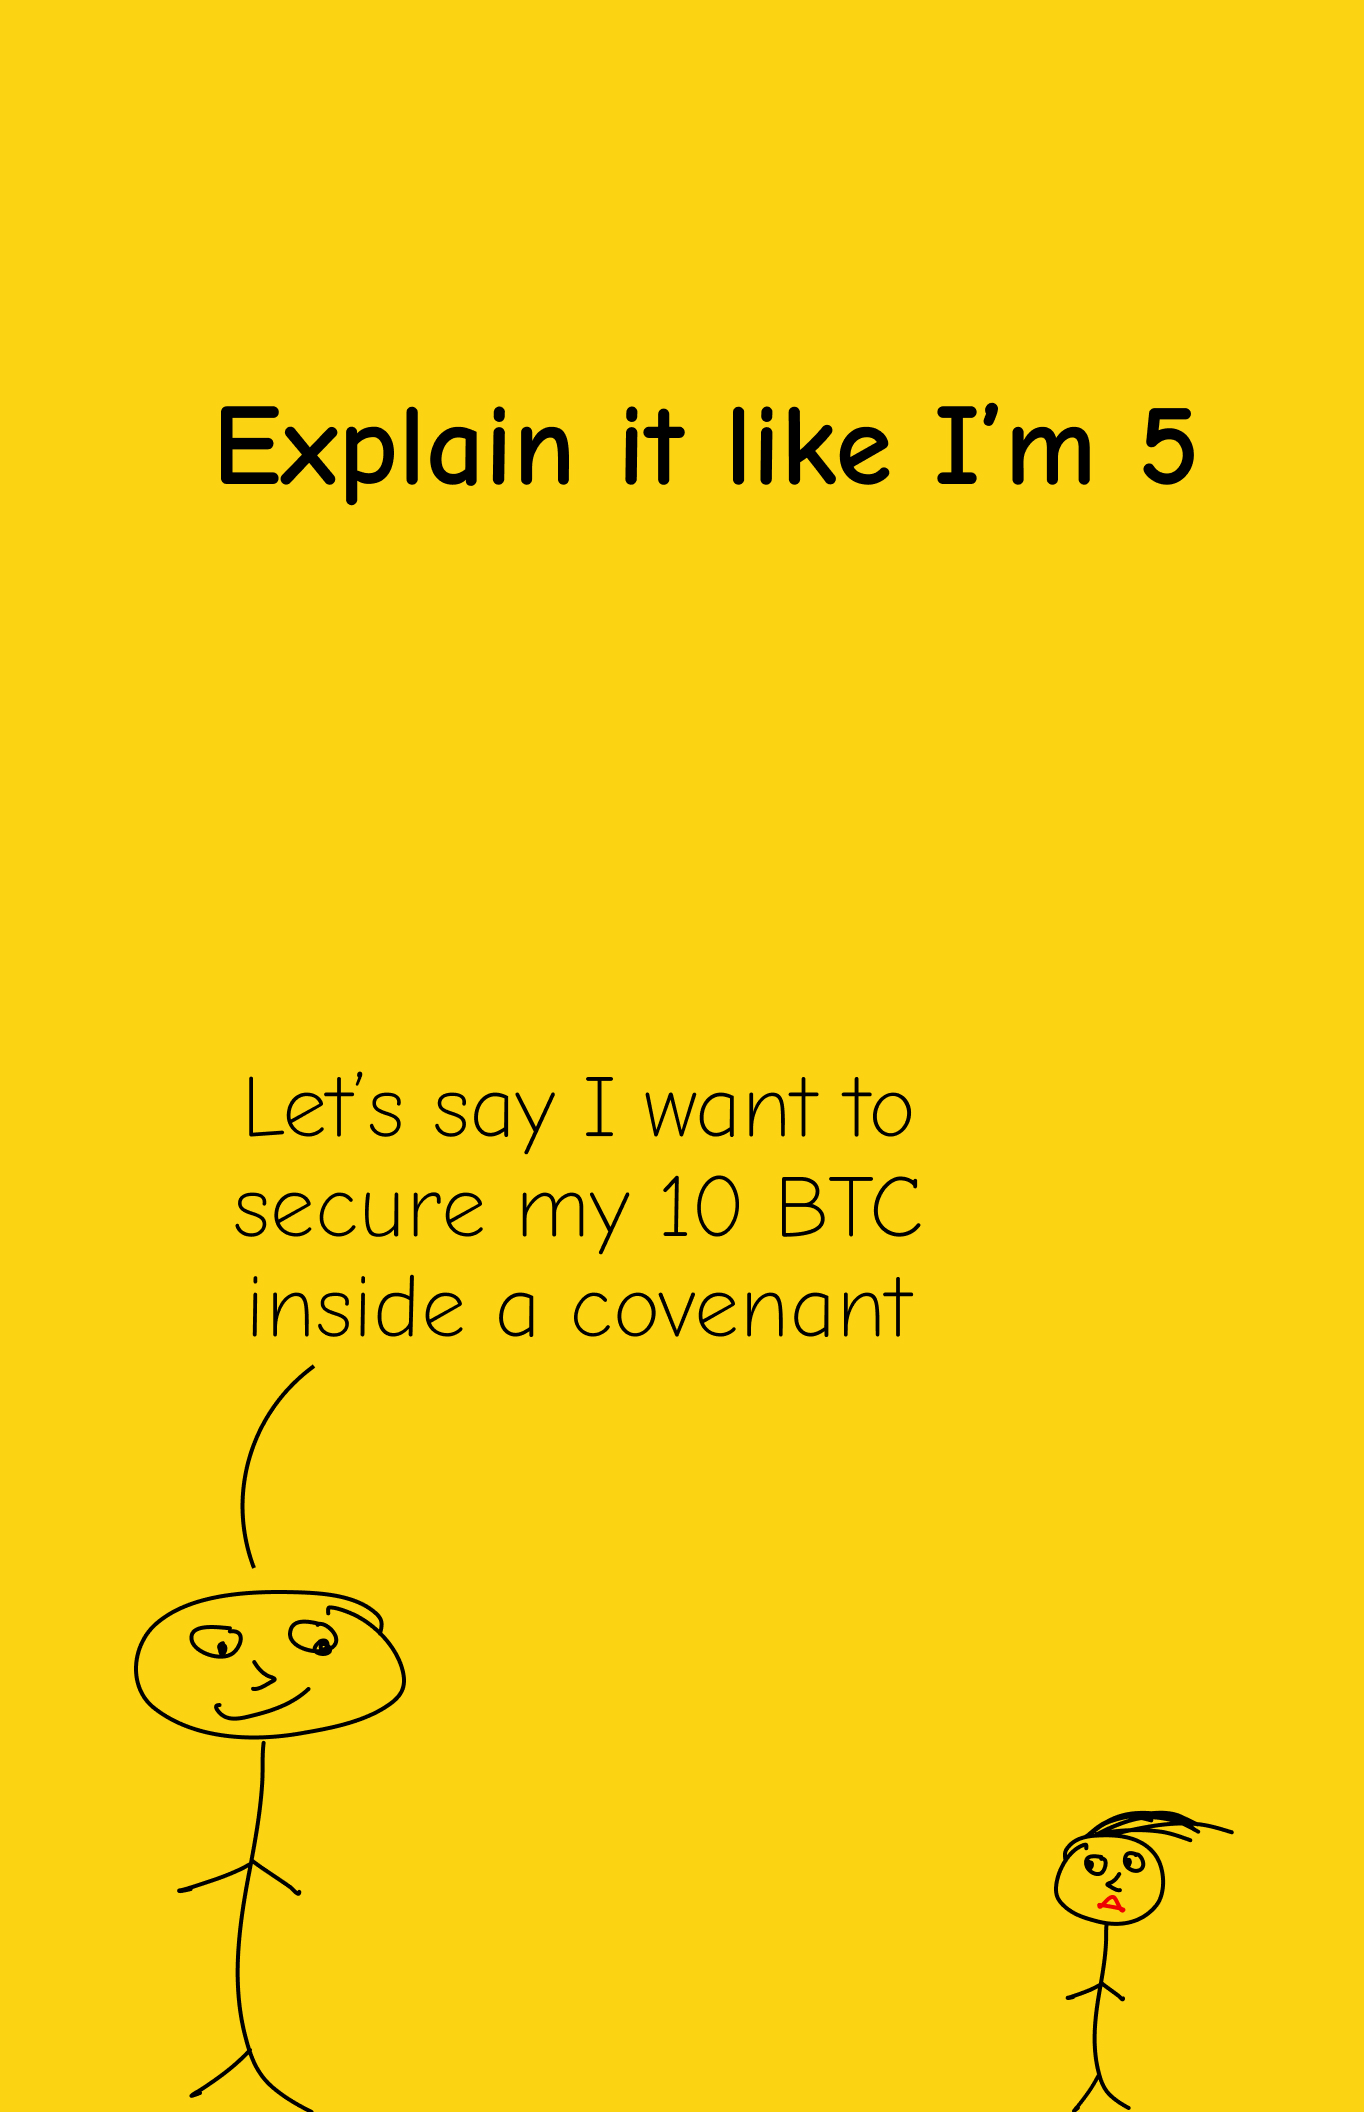 Explain it like I’m 5
Let’s say I want to
secure my 10 BTC
inside a covenant